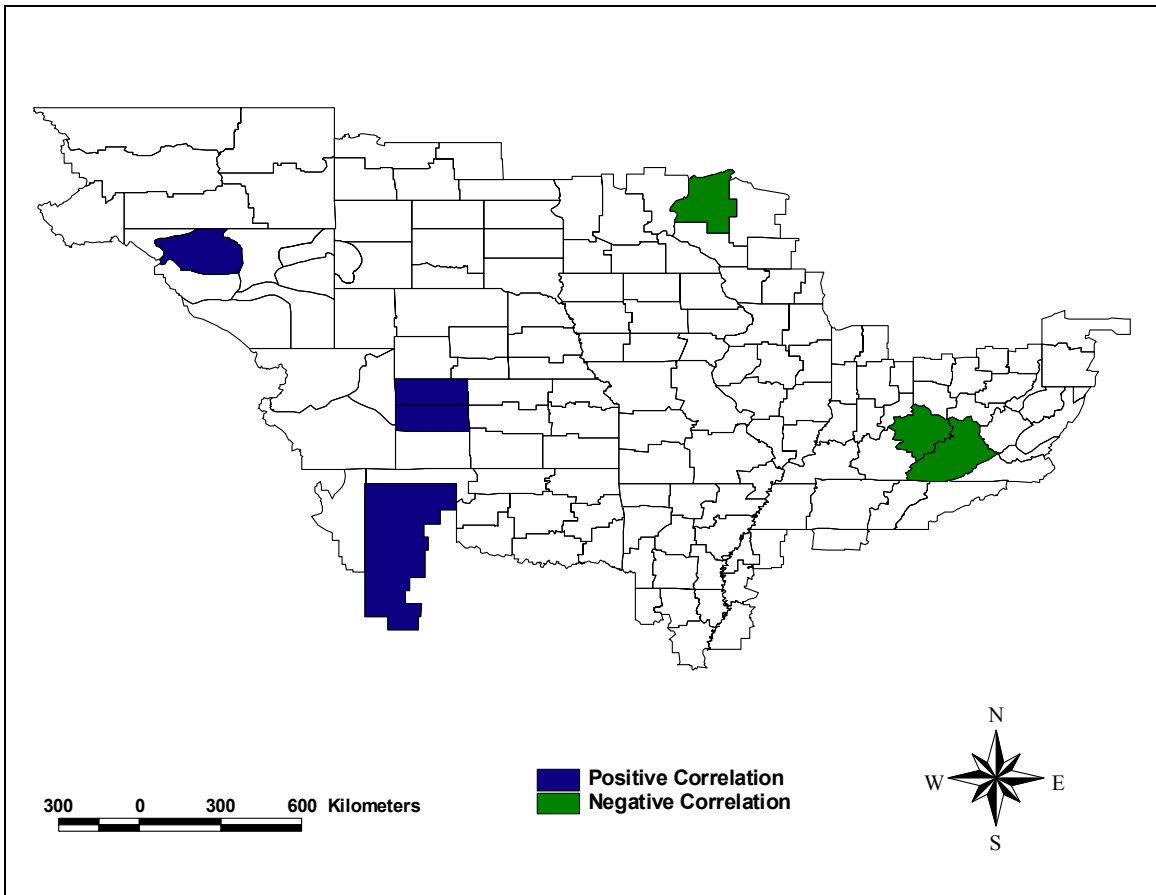 N
W E
S
Positive Correlation
Negative Correlation
300 0 300 600 Kilometers